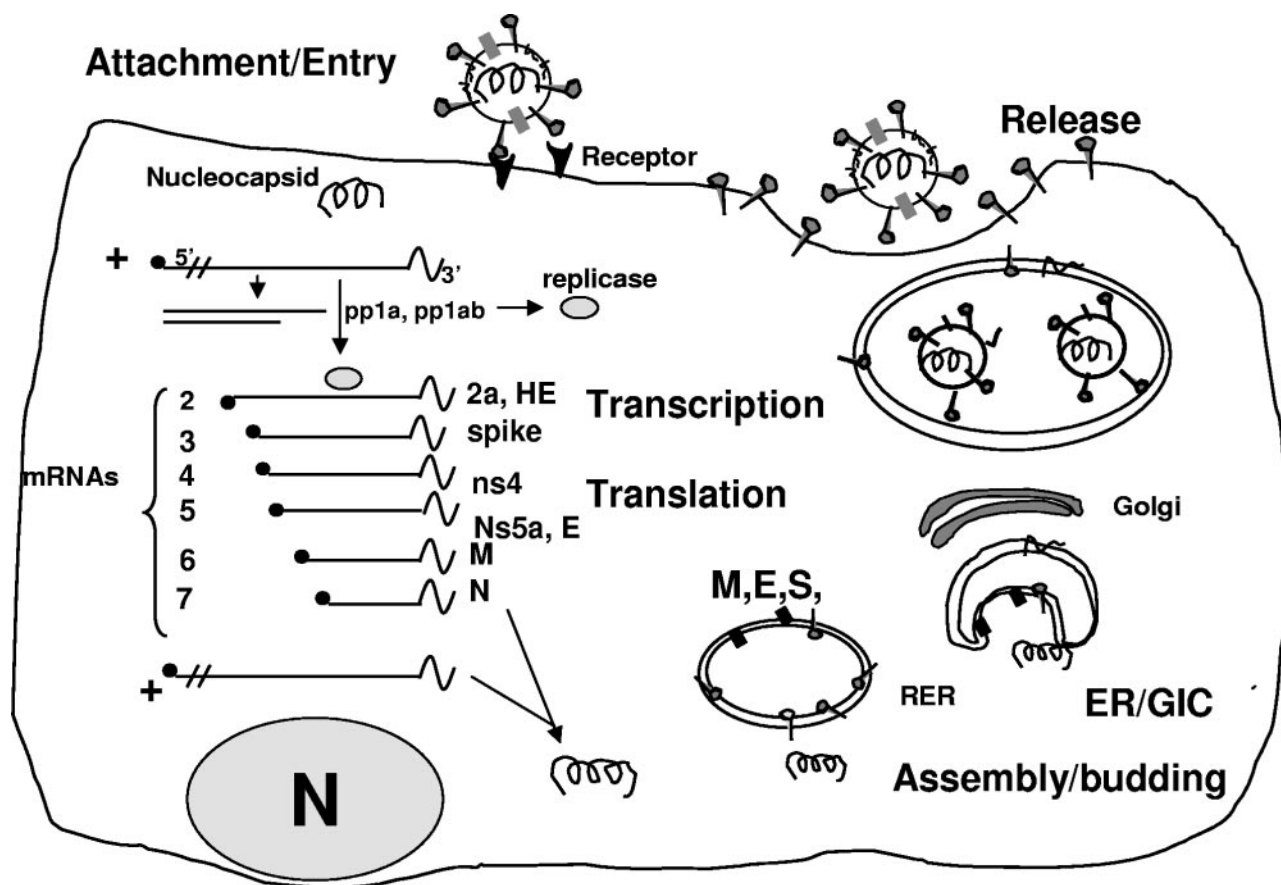 Attachment/Entry
Release
Receptor
Nucleocapsid
+ 5' 3'
replicase
pp1a, pp1ab
mRNAs
2 2a, HE
3 spike
4 ns4
5 Ns5a, E
6 M
7 N
+
Transcription
Translation
Golgi
M,E,S,
RER
ER/GIC
Assembly/budding
N